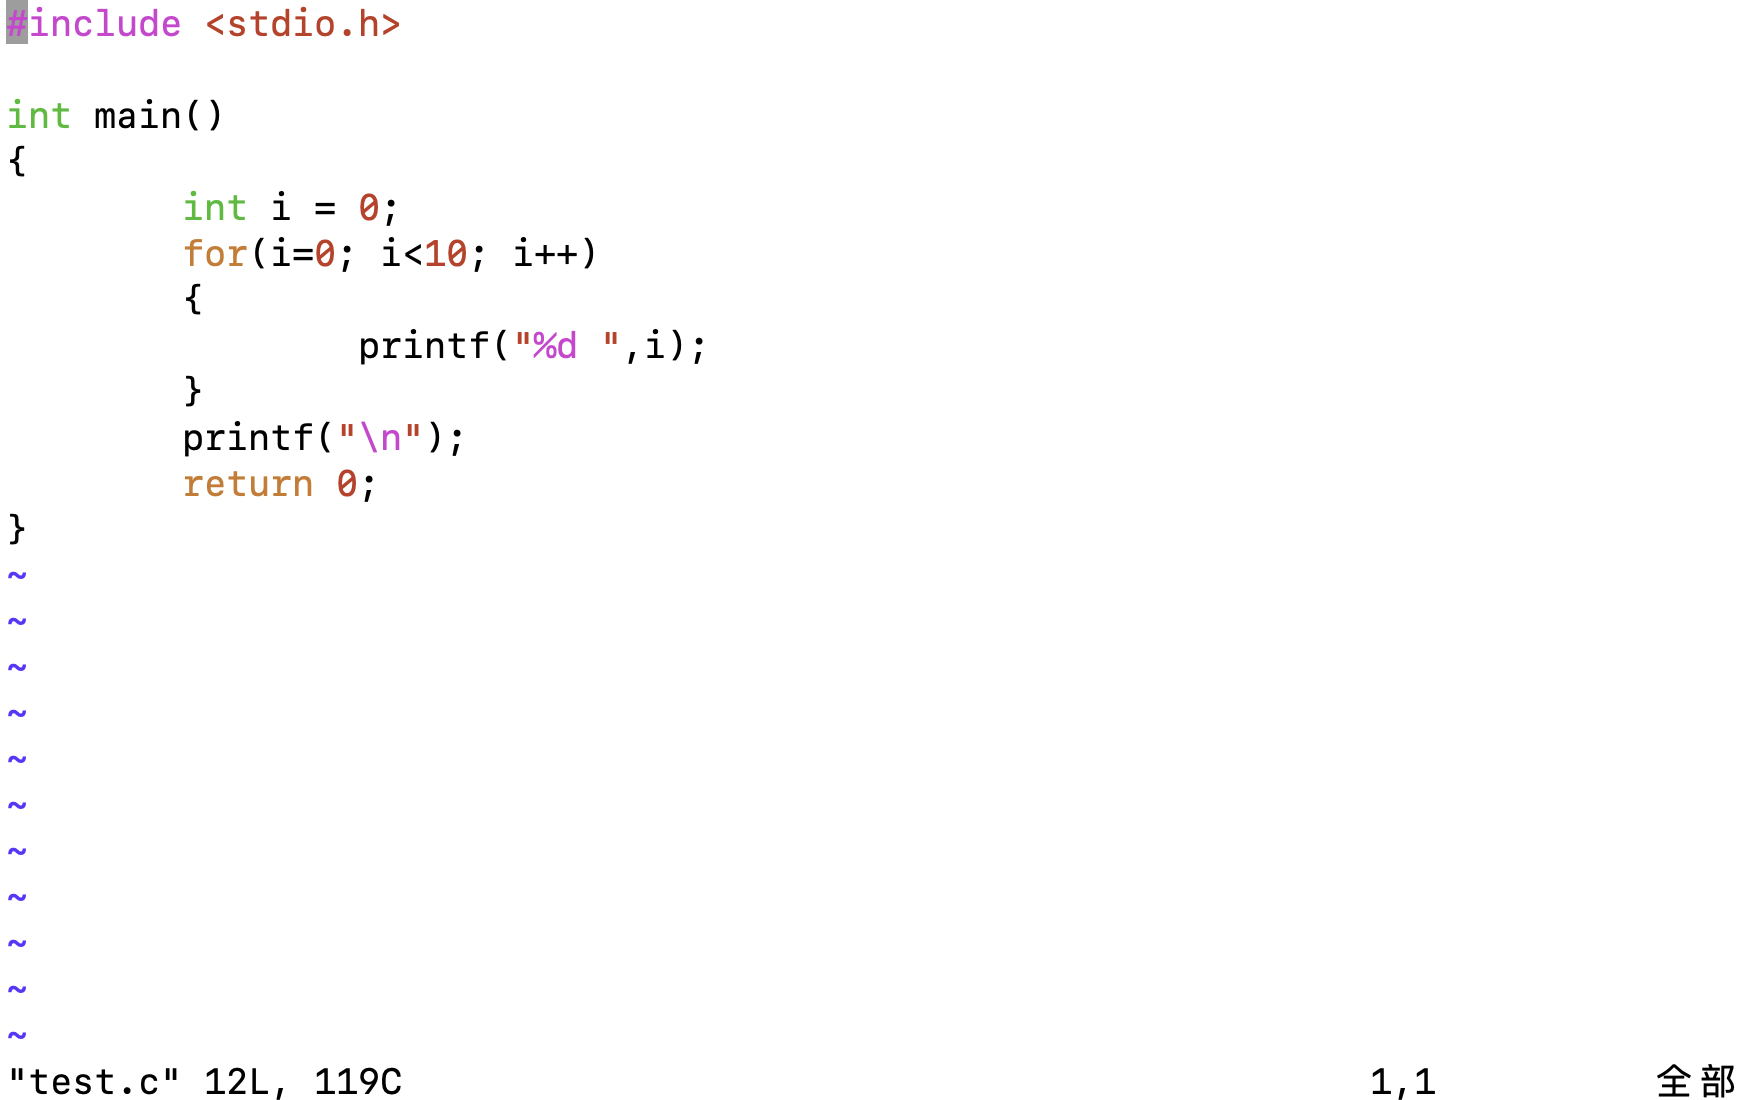 #include <stdio.h>

int main()
{
        int i = 0;
        for(i=0; i<10; i++)
        {
                printf("%d ",i);
        }
        printf("\n");
        return 0;
}
~
~
~
~
~
~
~
~
~
~
~
"test.c" 12L, 119C                                            1,1          全部